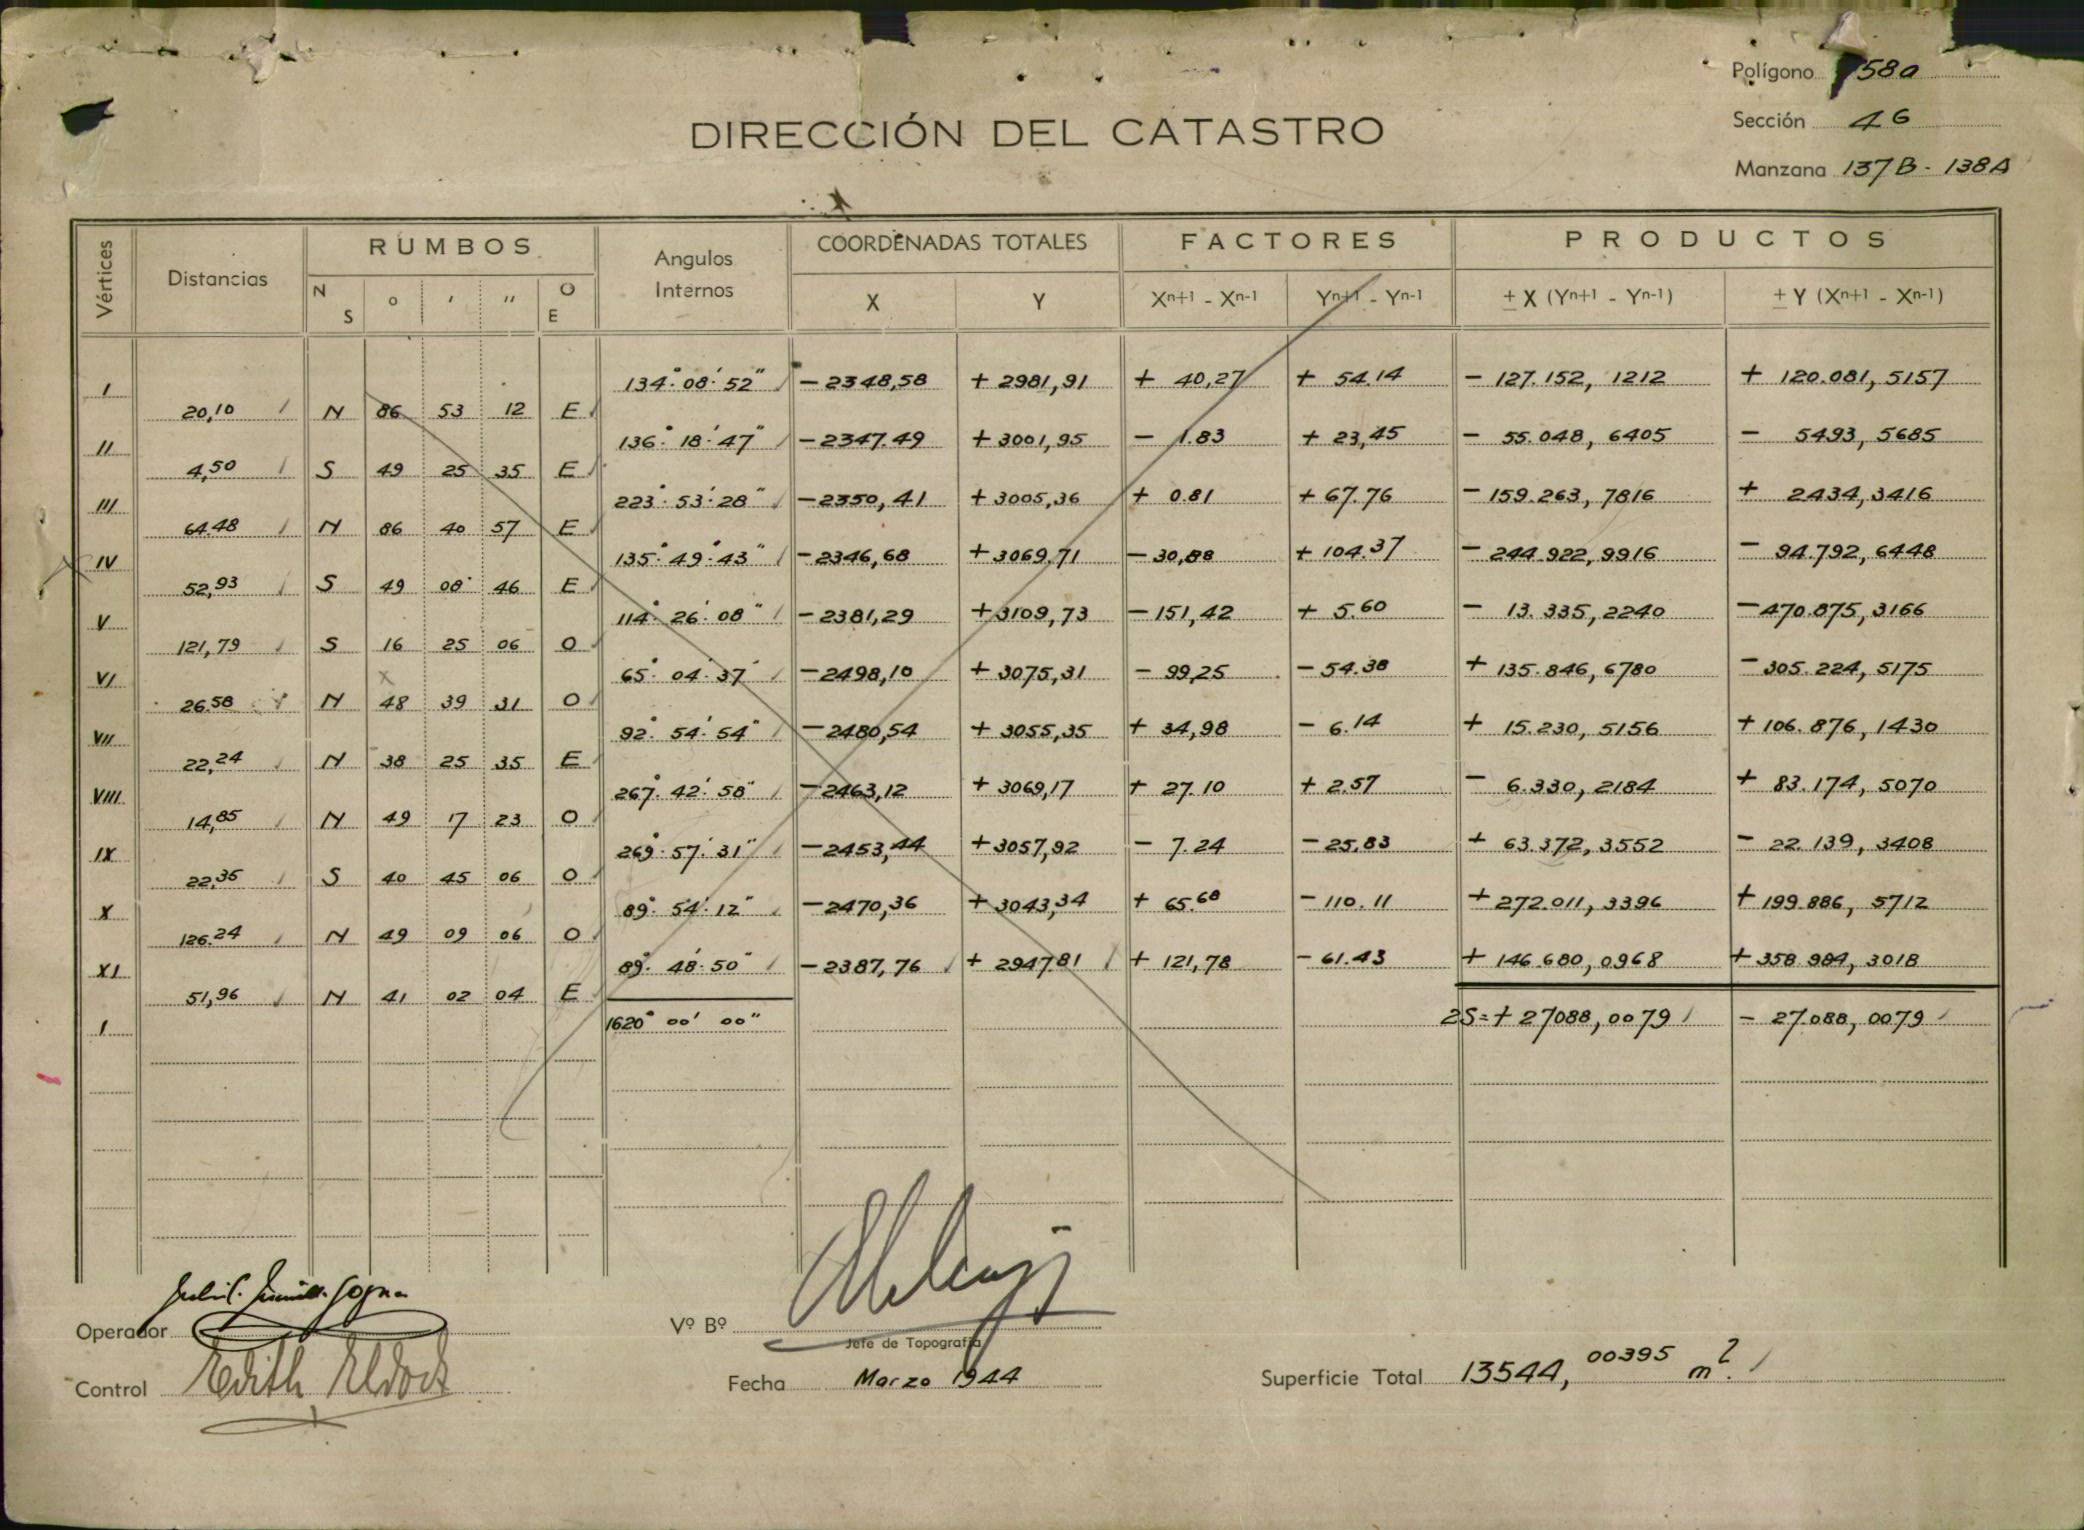 Polígono 58a
DIRECCIÓN DEL CATASTRO
Sección 46
Manzana 137B - 138A
Vértices Distancias RUMBOS Angulos Internos COORDENADAS TOTALES FACTORES PRODUCTOS
N S o ' '' O E X Y Xn+1 - Xn-1 Yn+1 - Yn-1 ± X (Yn+1 - Yn-1) ± Y (Xn+1 - Xn-1)
I 134° 08' 52" - 2348,58 + 2981,91 + 40,27 + 54.14 - 127.152, 1212 + 120.081, 5157
20,10 N 86 53 12 E
II 136° 18' 47" - 2347.49 + 3001,95 - 1.83 + 23,45 - 55.048, 6405 - 5493, 5685
4,50 S 49 25 35 E
III 223° 53' 28" - 2350,41 + 3005,36 + 0.81 + 67.76 - 159.263, 7816 + 2434,3416
64.48 N 86 40 57 E
IV 135° 49' 43" - 2346,68 + 3069,71 - 30,88 + 104.37 - 244.922,9916 - 94.792, 6448
52,93 S 49 08 46 E
V 114° 26' 08" - 2381,29 + 3109,73 - 151,42 + 5.60 - 13.335,2240 - 470.875,3166
121,79 S 16 25 06 O
VI 65° 04' 37" - 2498,10 + 3075,31 - 99,25 - 54.38 + 135.846,6780 - 305.224, 5175
26.58 N 48 39 31 O
VII 92° 54' 54" - 2480,54 + 3055,35 + 34,98 - 6.14 + 15.230, 5156 + 106.876, 1430
22,24 N 38 25 35 E
VIII 267° 42' 58" - 2463,12 + 3069,17 + 27.10 + 2.57 - 6.330, 2184 + 83.174, 5070
14,85 N 49 17 23 O
IX 269° 57' 31" - 2453,44 + 3057,92 - 7.24 - 25.83 + 63.372,3552 - 22.139, 3408
22,35 S 40 45 06 O
X 89° 54' 12" - 2470,36 + 3043,34 + 65.68 - 110.11 + 272.011, 3396 + 199.886, 5712
126.24 N 49 09 06 O
XI 89° 48' 50" - 2387,76 + 2947.81 + 121,78 - 61.43 + 146.680,0968 + 358.984, 3018
51,96 N 41 02 04 E
I 1620° 00' 00" 2S=+ 27088,0079 - 27.088, 0079
Operador
Vº Bº
Jefe de Topografía
Control Edith
Fecha Marzo 1944
Superficie Total 13544,00395 m2.